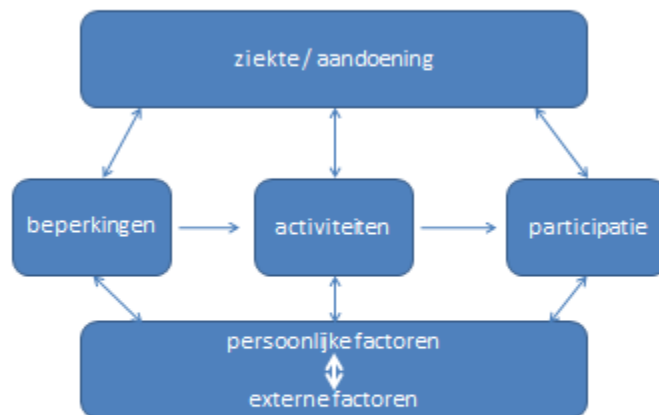 ziekte / aandoening
beperkingen
activiteiten
participatie
persoonlijke factoren
externe factoren